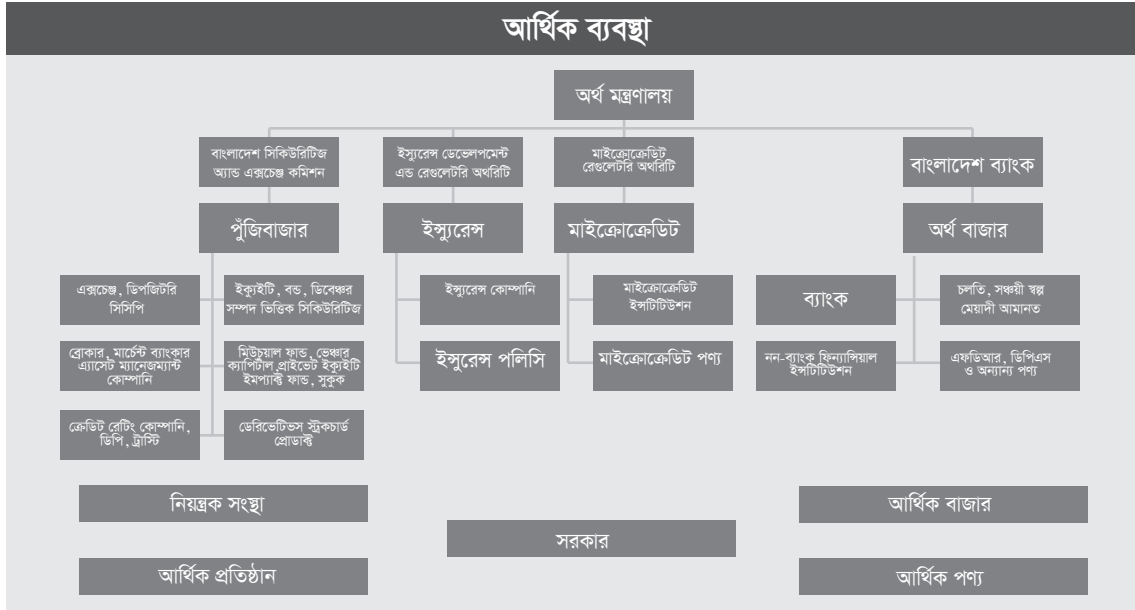 আর্থিক ব্যবস্থা
অর্থ মন্ত্রণালয়
বাংলাদেশ সিকিউরিটিজ
অ্যান্ড এক্সচেঞ্জ কমিশন
ইস্যুরেন্স ডেভেলপমেন্ট
এন্ড রেগুলেটরি অথরিটি
মাইক্রোক্রেডিট
রেগুলেটরি অথরিটি
বাংলাদেশ ব্যাংক
পুঁজিবাজার
ইন্স্যুরেন্স
মাইক্রোক্রেডিট
অর্থ বাজার
এক্সচেঞ্জ, ডিপজিটরি
সিসিপি
ইক্যুইটি, বন্ড, ডিবেঞ্চর
সম্পদ ভিত্তিক সিকিউরিটিজ
ইন্স্যুরেন্স কোম্পানি
মাইক্রোক্রেডিট
ইন্সটিটিউশন
ব্যাংক
চলতি, সঞ্চয়ী স্বল্প
মেয়াদী আমানত
ব্রোকার, মার্চেন্ট ব্যাংকার
এ্যাসেট ম্যানেজম্যান্ট
কোম্পানি
মিউচুয়াল ফান্ড, ভেঞ্চার
ক্যাপিটাল,প্রাইভেট ইক্যুইটি
ইমপ্যাক্ট ফান্ড, সুকুক
ইন্সুরেন্স পলিসি
মাইক্রোক্রেডিট পণ্য
নন-ব্যাংক ফিন্যান্সিয়াল
ইন্সটিটিউশন
এফডিআর, ডিপিএস
ও অন্যান্য পণ্য
ক্রেডিট রেটিং কোম্পানি,
ডিপি, ট্রাস্টি
ডেরিভেটিভস স্ট্রকচার্ড
প্রোডাক্ট
নিয়ন্ত্রক সংস্থা
আর্থিক বাজার
সরকার
আর্থিক প্রতিষ্ঠান
আর্থিক পণ্য